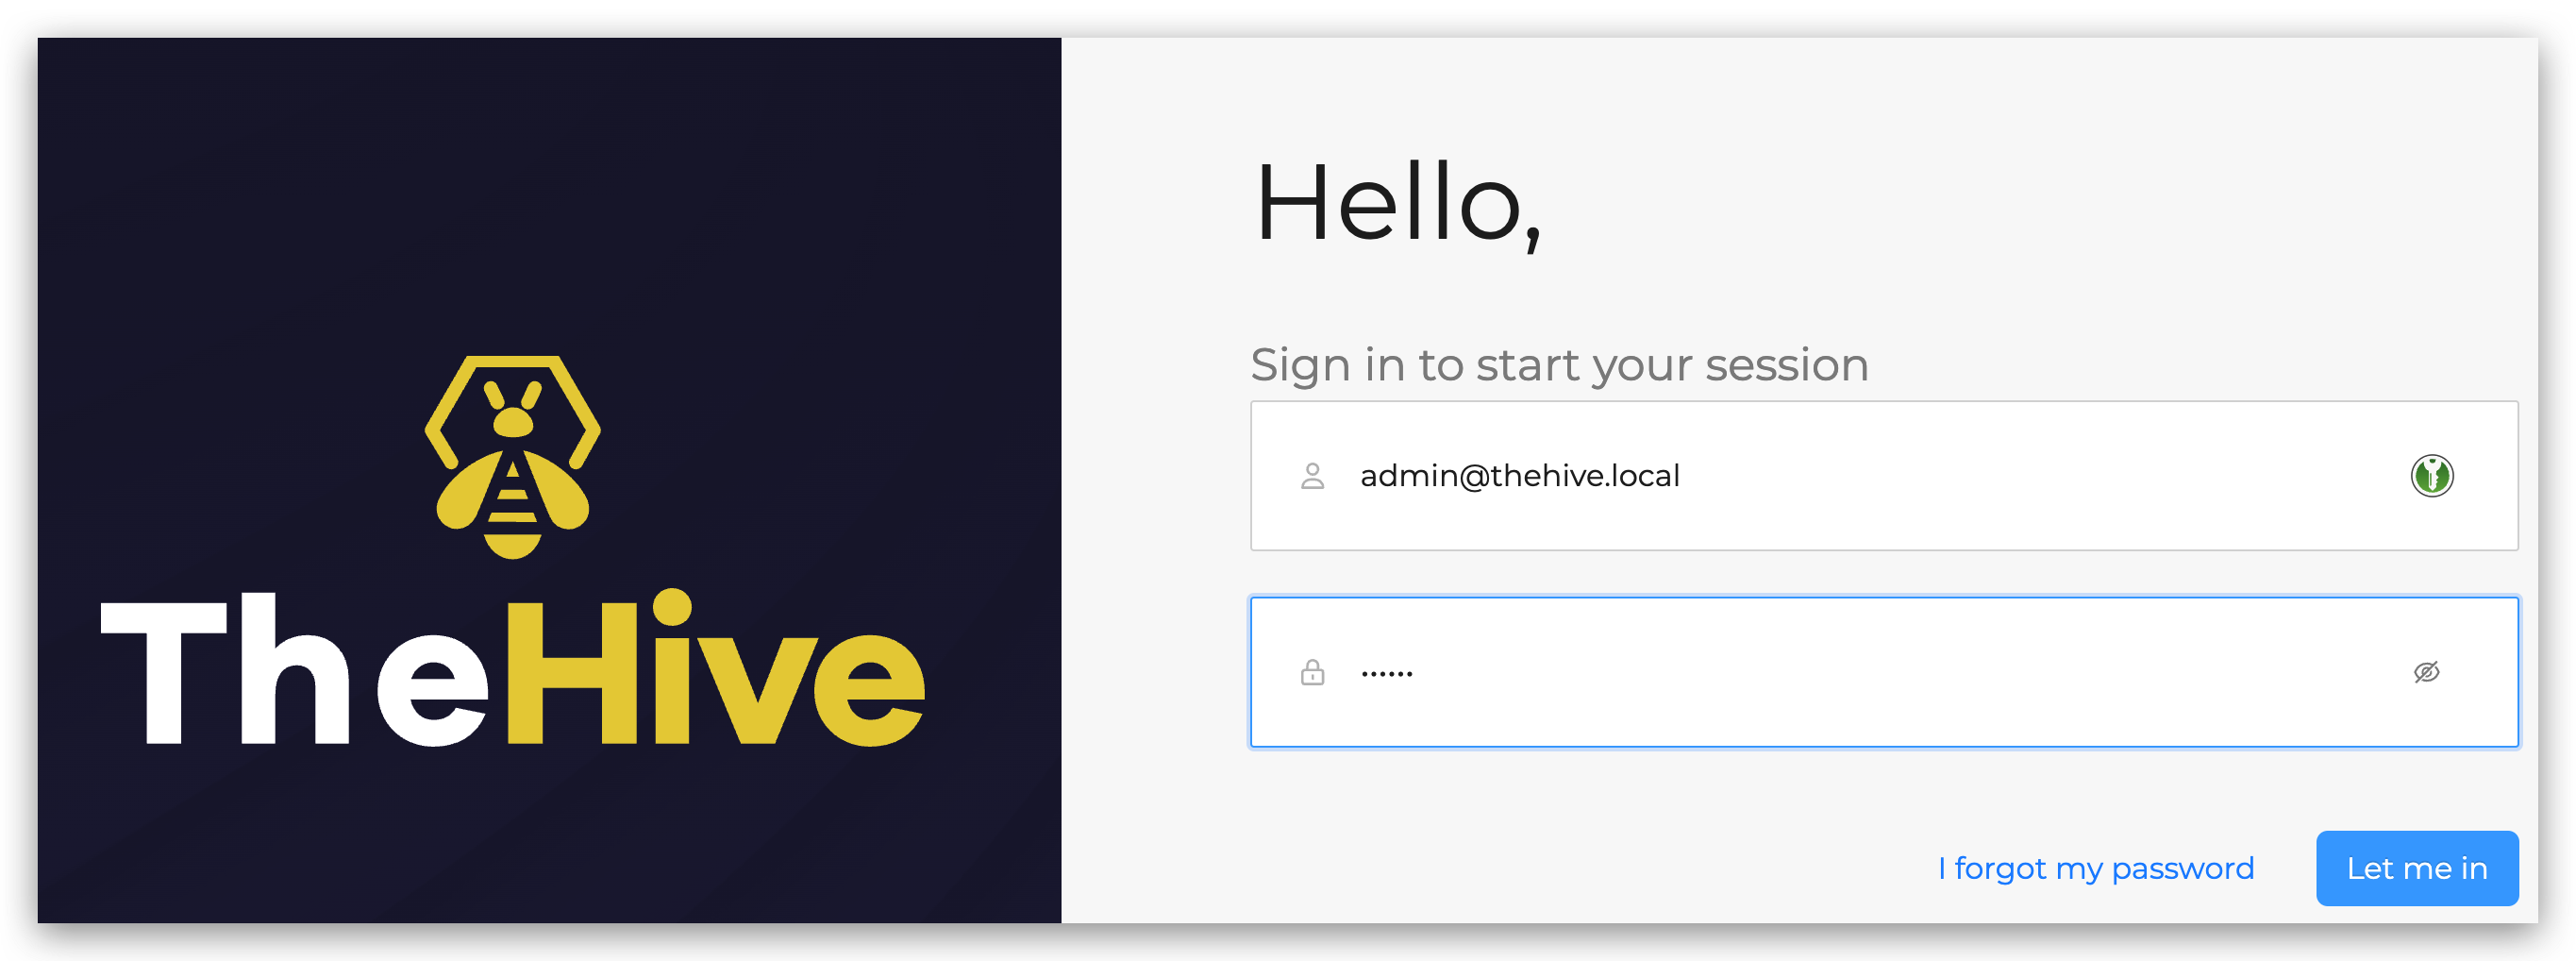 TheHive
Hello,
Sign in to start your session
admin@thehive.local
••••••
I forgot my password
Let me in